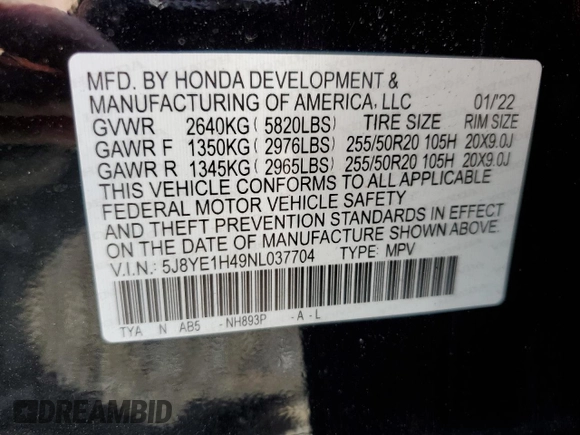 MFD. BY HONDA DEVELOPMENT &
MANUFACTURING OF AMERICA, LLC 01/'22
GVWR 2640KG ( 5820LBS) TIRE SIZE RIM SIZE
GAWR F 1350KG ( 2976LBS) 255/50R20 105H 20X9.0J
GAWR R 1345KG ( 2965LBS) 255/50R20 105H 20X9.0J
THIS VEHICLE CONFORMS TO ALL APPLICABLE
FEDERAL MOTOR VEHICLE SAFETY
AND THEFT PREVENTION STANDARDS IN EFFECT
ON THE DATE OF MANUFACTURE SHOWN ABOVE.
V.I.N.: 5J8YE1H49NL037704 TYPE: MPV
TYA N AB5 -NH893P -A-L
DREAMBID